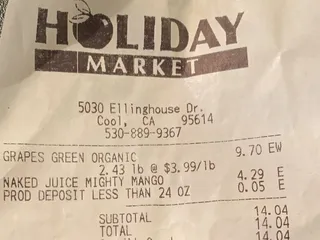 HOLIDAY
MARKET
5030 Ellinghouse Dr.
Cool, CA 95614
530-889-9367
GRAPES GREEN ORGANIC 9.70 EW
2.43 lb @ $3.99/lb
NAKED JUICE MIGHTY MANGO 4.29 E
PROD DEPOSIT LESS THAN 24 OZ 0.05 E
SUBTOTAL 14.04
TOTAL 14.04
14.04